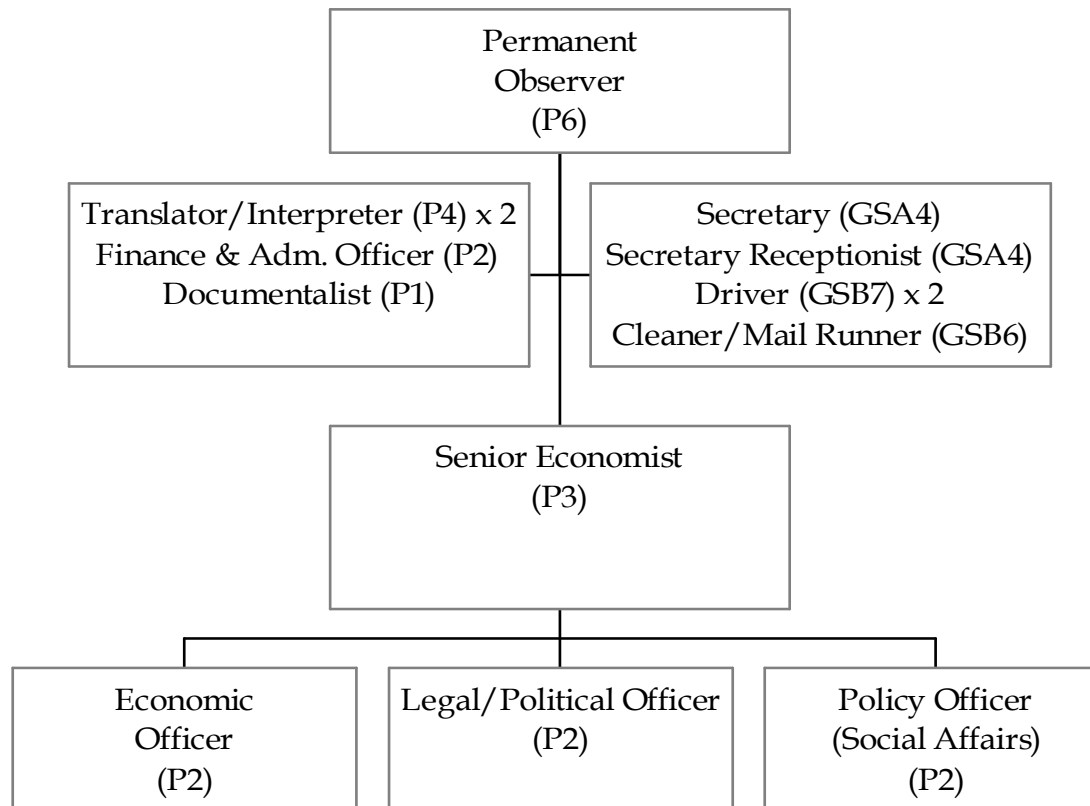 Permanent
Observer
(P6)
Translator/Interpreter (P4) x 2
Finance & Adm. Officer (P2)
Documentalist (P1)
Secretary (GSA4)
Secretary Receptionist (GSA4)
Driver (GSB7) x 2
Cleaner/Mail Runner (GSB6)
Senior Economist
(P3)
Economic
Officer
(P2)
Legal/Political Officer
(P2)
Policy Officer
(Social Affairs)
(P2)